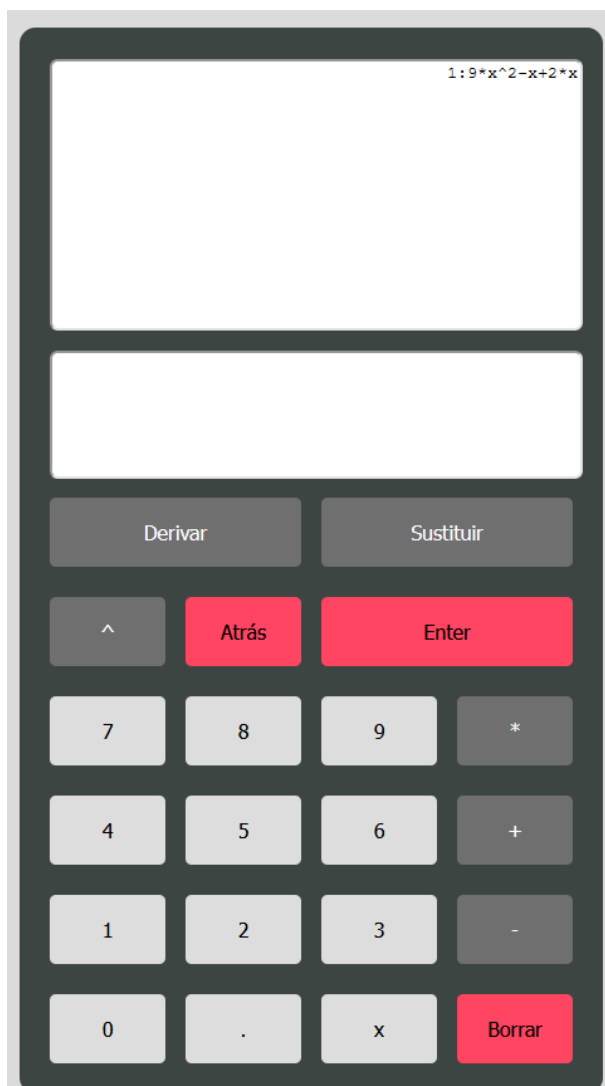 1:9*x^2-x+2*x
Derivar Sustituir
^ Atrás Enter
7 8 9 *
4 5 6 +
1 2 3 -
0 . x Borrar